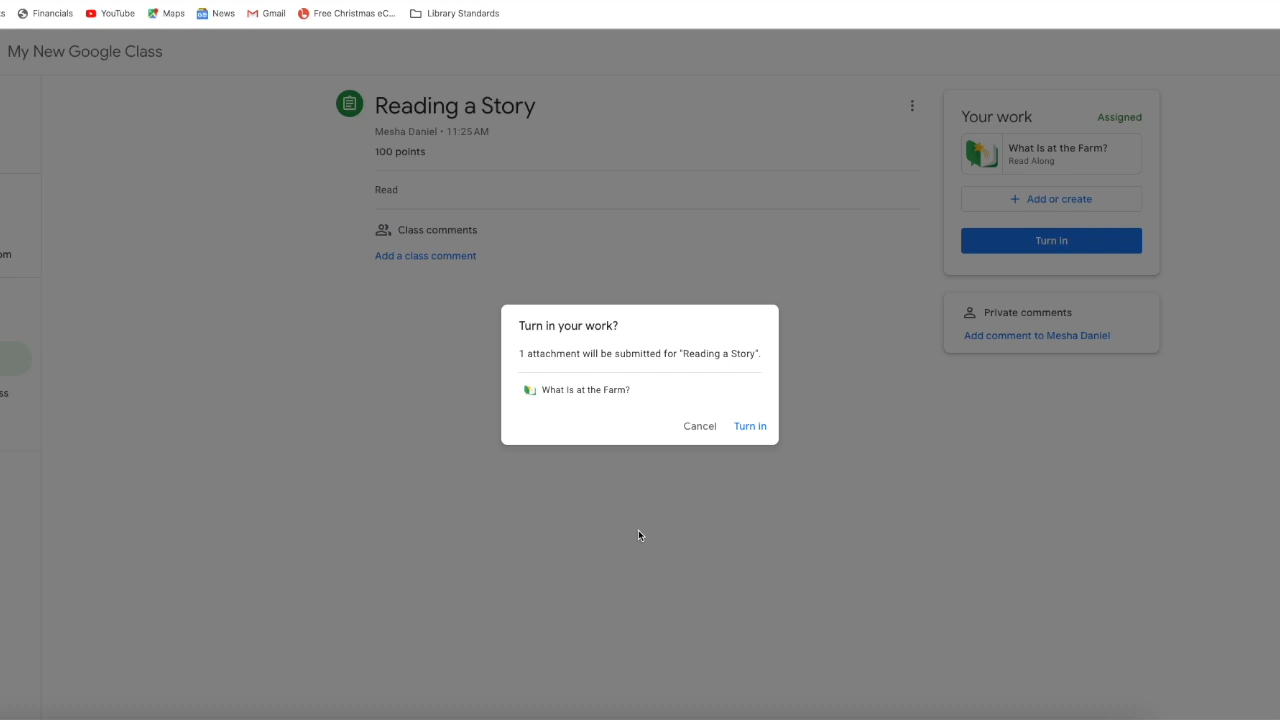 ts
Financials
YouTube
Maps
News
Gmail
Free Christmas eC...
Library Standards
My New Google Class
Reading a Story
Mesha Daniel • 11:25 AM
100 points
Read
Class comments
Add a class comment
Your work
Assigned
What Is at the Farm?
Read Along
+ Add or create
Turn in
Private comments
Add comment to Mesha Daniel
om
ss
Turn in your work?
1 attachment will be submitted for "Reading a Story".
What Is at the Farm?
Cancel
Turn in